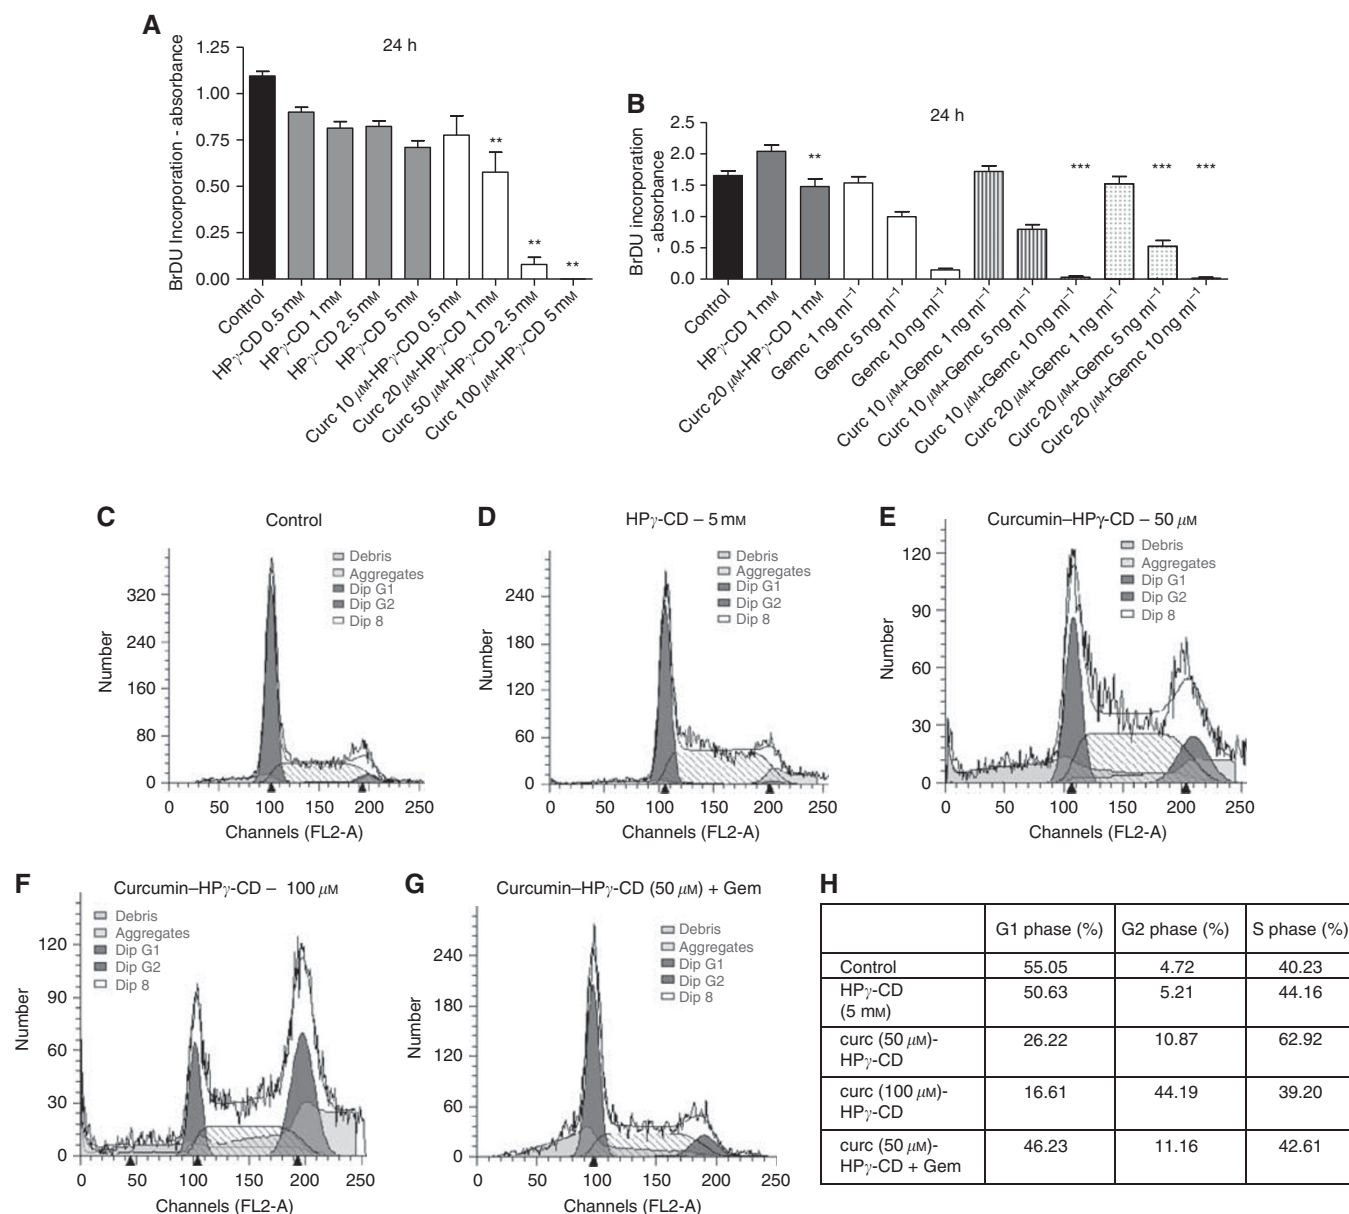 A
24 h
BrDU Incorporation - absorbance
1.25
1.00
0.75
0.50
0.25
0.00
**
**
**
Control
HPγ-CD 0.5 mM
HPγ-CD 1 mM
HPγ-CD 2.5 mM
HPγ-CD 5 mM
Curc 10 μM-HPγ-CD 0.5 mM
Curc 20 μM-HPγ-CD 1 mM
Curc 50 μM-HPγ-CD 2.5 mM
Curc 100 μM-HPγ-CD 5 mM
B
24 h
BrDU incorporation
- absorbance
2.5
2.0
1.5
1.0
0.5
0.0
**
***
***
***
Control
HPγ-CD 1 mM
Curc 20 μM-HPγ-CD 1 mM
Gemc 1 ng ml⁻¹
Gemc 5 ng ml⁻¹
Gemc 10 ng ml⁻¹
Curc 10 μM+Gemc 1 ng ml⁻¹
Curc 10 μM+Gemc 5 ng ml⁻¹
Curc 10 μM+Gemc 10 ng ml⁻¹
Curc 20 μM+Gemc 1 ng ml⁻¹
Curc 20 μM+Gemc 5 ng ml⁻¹
Curc 20 μM+Gemc 10 ng ml⁻¹
C
Control
Debris
Aggregates
Dip G1
Dip G2
Dip 8
Number
320
240
160
80
0
0 50 100 150 200 250
Channels (FL2-A)
D
HPγ-CD – 5 mM
Debris
Aggregates
Dip G1
Dip G2
Dip 8
Number
240
180
120
60
0
0 50 100 150 200 250
Channels (FL2-A)
E
Curcumin–HPγ-CD – 50 μM
Debris
Aggregates
Dip G1
Dip G2
Dip 8
Number
120
90
60
30
0
0 50 100 150 200 250
Channels (FL2-A)
F
Curcumin–HPγ-CD – 100 μM
Debris
Aggregates
Dip G1
Dip G2
Dip 8
Number
120
90
60
30
0
0 50 100 150 200 250
Channels (FL2-A)
G
Curcumin–HPγ-CD (50 μM) + Gem
Debris
Aggregates
Dip G1
Dip G2
Dip 8
Number
240
180
120
60
0
0 50 100 150 200 250
Channels (FL2-A)
H
G1 phase (%) G2 phase (%) S phase (%)
Control 55.05 4.72 40.23
HPγ-CD 50.63 5.21 44.16
(5 mM)
curc (50 μM)- 26.22 10.87 62.92
HPγ-CD
curc (100 μM)- 16.61 44.19 39.20
HPγ-CD
curc (50 μM)- 46.23 11.16 42.61
HPγ-CD + Gem